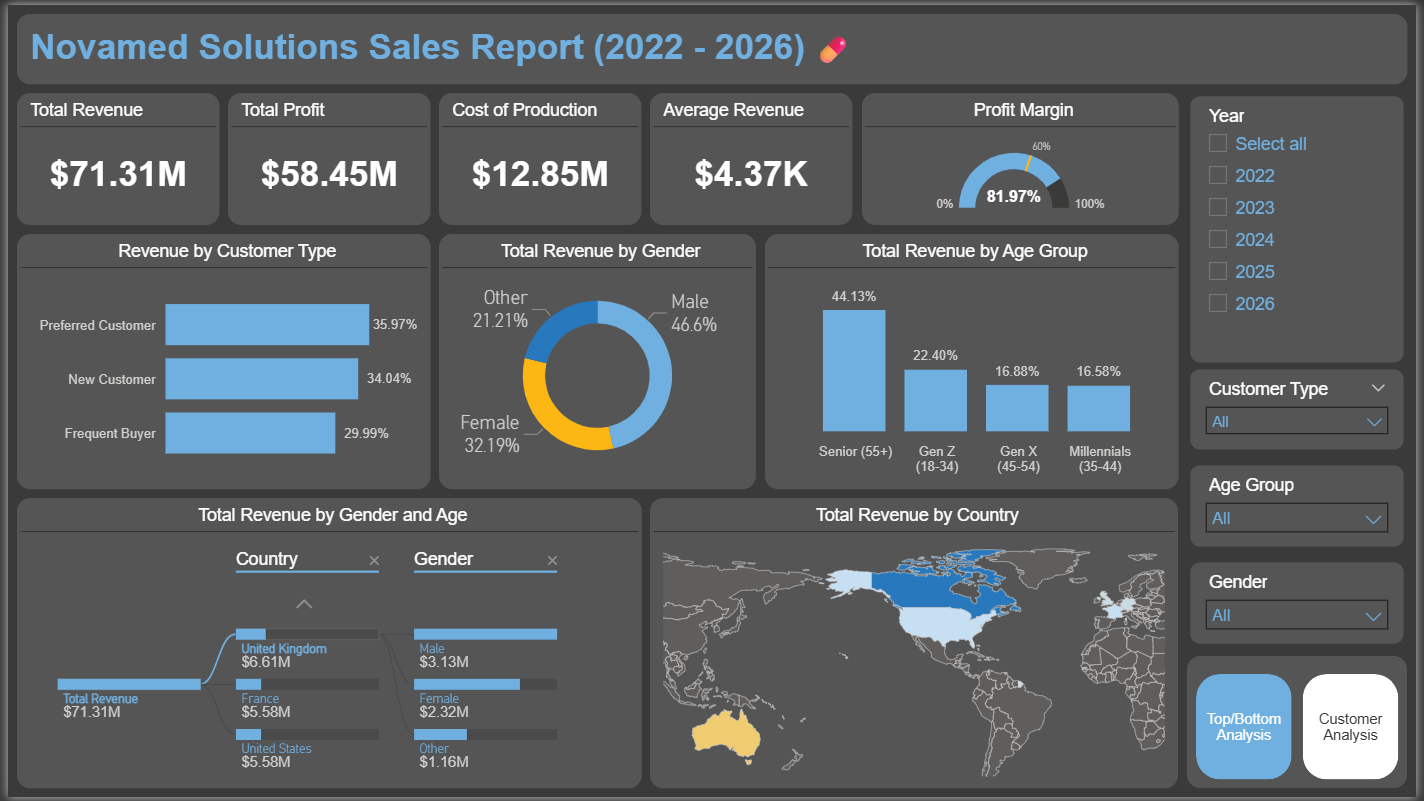 Novamed Solutions Sales Report (2022 - 2026)
Total Revenue
$71.31M
Total Profit
$58.45M
Cost of Production
$12.85M
Average Revenue
$4.37K
Profit Margin
60%
81.97%
0%
100%
Year
Select all
2022
2023
2024
2025
2026
Revenue by Customer Type
Preferred Customer
35.97%
New Customer
34.04%
Frequent Buyer
29.99%
Total Revenue by Gender
Other
21.21%
Male
46.6%
Female
32.19%
Total Revenue by Age Group
44.13%
22.40%
16.88%
16.58%
Senior (55+)
Gen Z
(18-34)
Gen X
(45-54)
Millennials
(35-44)
Customer Type
All
Age Group
All
Gender
All
Total Revenue by Gender and Age
Country
Gender
Total Revenue
$71.31M
United Kingdom
$6.61M
France
$5.58M
United States
$5.58M
Male
$3.13M
Female
$2.32M
Other
$1.16M
Total Revenue by Country
Top/Bottom
Analysis
Customer
Analysis